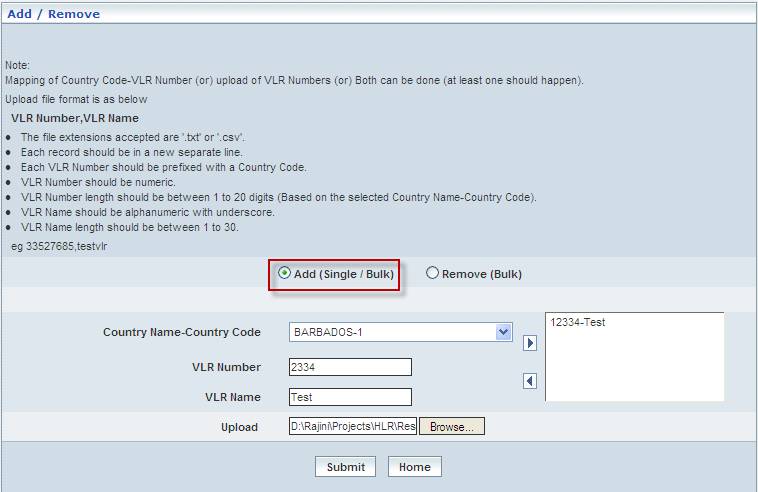 Add / Remove
Note:
Mapping of Country Code-VLR Number (or) upload of VLR Numbers (or) Both can be done (at least one should happen).
Upload file format is as below
VLR Number,VLR Name
• The file extensions accepted are '.txt' or '.csv'.
• Each record should be in a new separate line.
• Each VLR Number should be prefixed with a Country Code.
• VLR Number should be numeric.
• VLR Number length should be between 1 to 20 digits (Based on the selected Country Name-Country Code).
• VLR Name should be alphanumeric with underscore.
• VLR Name length should be between 1 to 30.
eg 33527685,testvlr
Add (Single / Bulk) Remove (Bulk)
Country Name-Country Code BARBADOS-1 12334-Test
VLR Number 2334
VLR Name Test
Upload D:\Rajini\Projects\HLR\Res Browse...
Submit Home